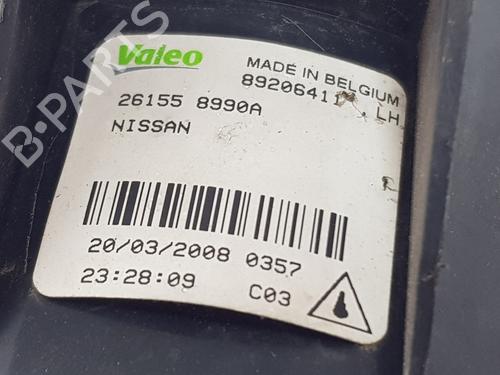 Valeo
MADE IN BELGIUM
LH
26155 8990A
NISSAN
20/03/2008 0357
23:28:09 C03
B-PARTS